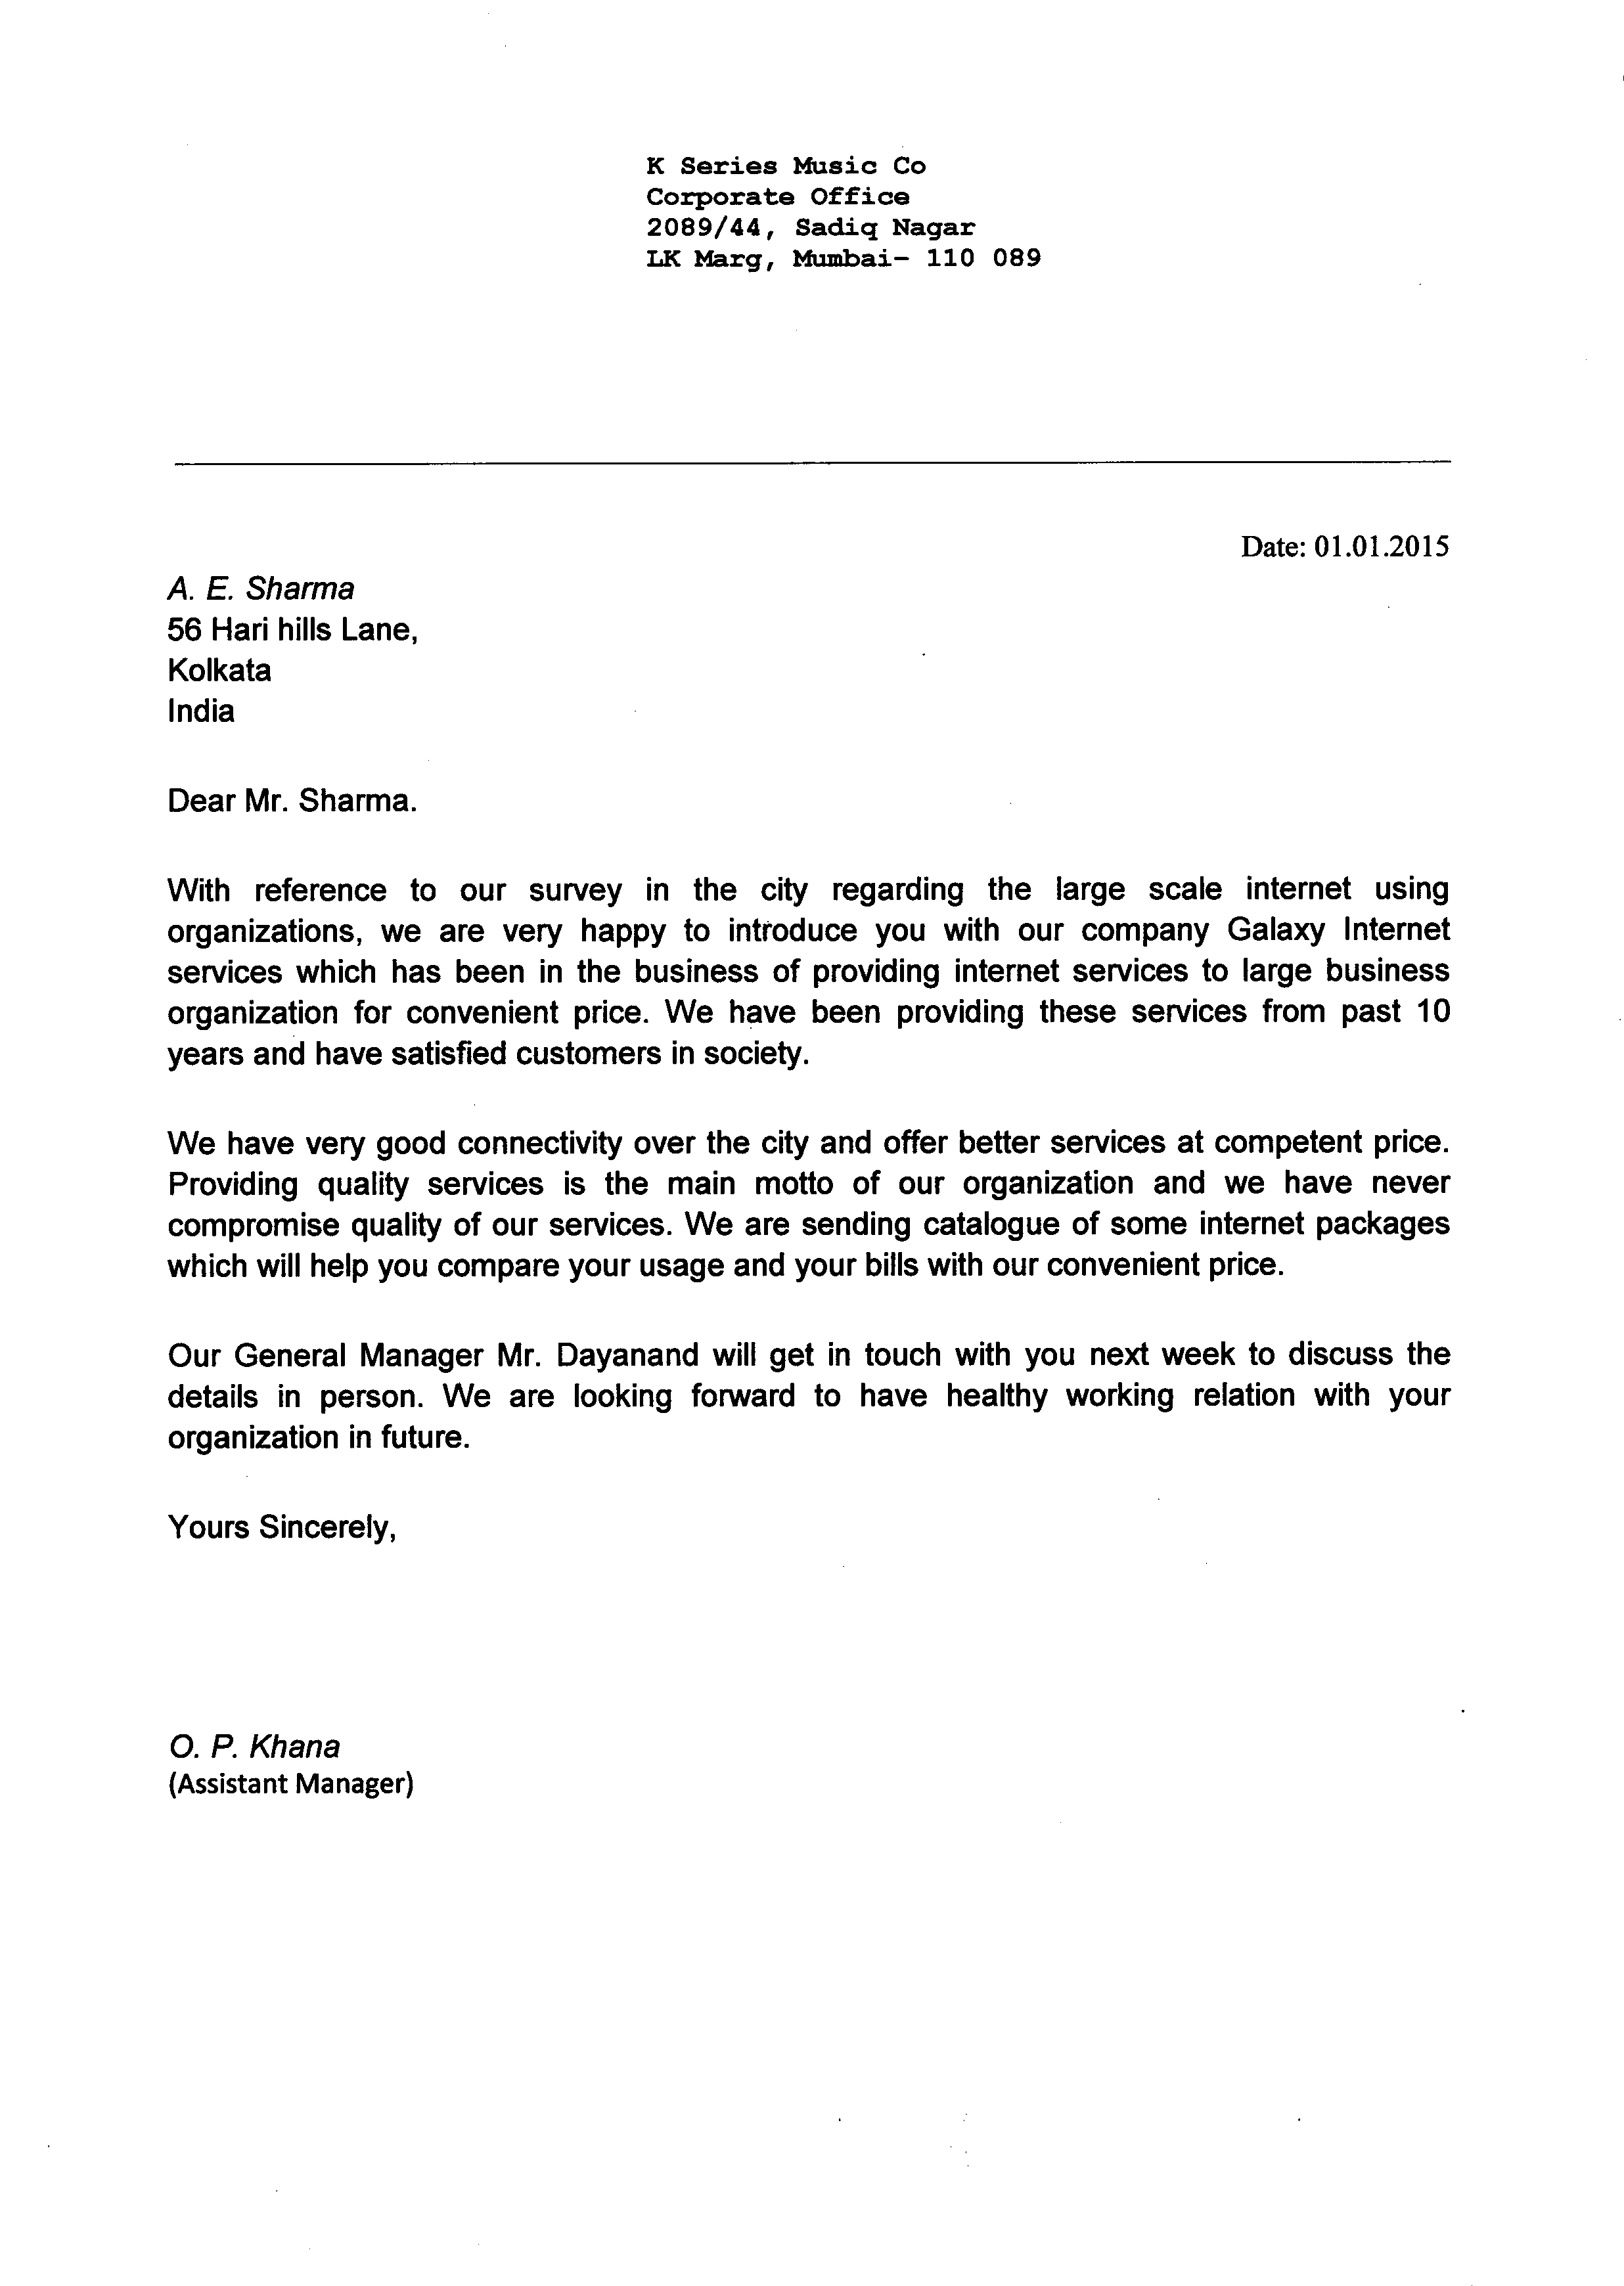 K Series Music Co
Corporate Office
2089/44, Sadiq Nagar
LK Marg, Mumbai- 110 089
Date: 01.01.2015
A. E. Sharma
56 Hari hills Lane,
Kolkata
India
Dear Mr. Sharma.
With reference to our survey in the city regarding the large scale internet using
organizations, we are very happy to introduce you with our company Galaxy Internet
services which has been in the business of providing internet services to large business
organization for convenient price. We have been providing these services from past 10
years and have satisfied customers in society.
We have very good connectivity over the city and offer better services at competent price.
Providing quality services is the main motto of our organization and we have never
compromise quality of our services. We are sending catalogue of some internet packages
which will help you compare your usage and your bills with our convenient price.
Our General Manager Mr. Dayanand will get in touch with you next week to discuss the
details in person. We are looking forward to have healthy working relation with your
organization in future.
Yours Sincerely,
O. P. Khana
(Assistant Manager)